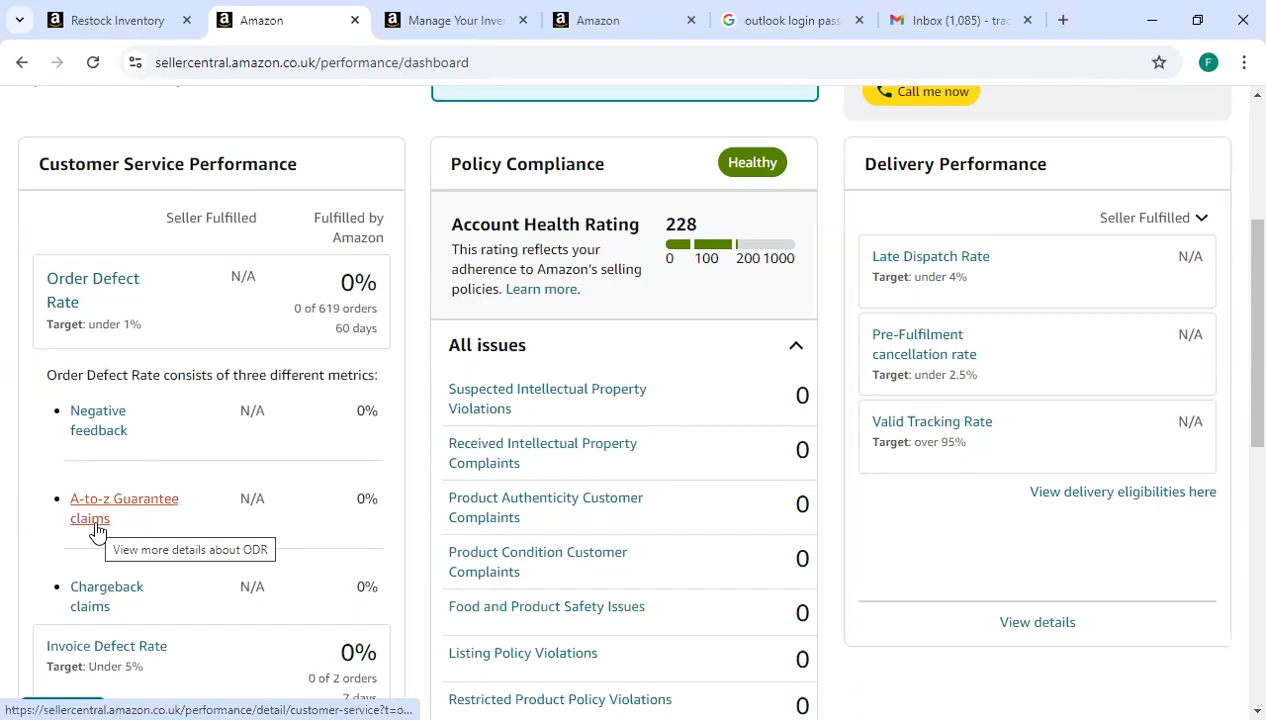 Restock Inventory
Amazon
Manage Your Inve
Amazon
outlook login pas
Inbox (1,085) - tra
sellercentral.amazon.co.uk/performance/dashboard
F
Call me now
Customer Service Performance
Seller Fulfilled
Fulfilled by
Amazon
Order Defect
Rate
Target: under 1%
N/A
0%
0 of 619 orders
60 days
Order Defect Rate consists of three different metrics:
Negative
feedback
N/A
0%
A-to-z Guarantee
claims
N/A
0%
View more details about ODR
Chargeback
claims
N/A
0%
Invoice Defect Rate
Target: Under 5%
0%
0 of 2 orders
7 days
https://sellercentral.amazon.co.uk/performance/detail/customer-service?t=o...
Policy Compliance
Healthy
Account Health Rating
This rating reflects your
adherence to Amazon's selling
policies. Learn more.
228
0 100 200 1000
All issues
Suspected Intellectual Property
Violations
0
Received Intellectual Property
Complaints
0
Product Authenticity Customer
Complaints
0
Product Condition Customer
Complaints
0
Food and Product Safety Issues
0
Listing Policy Violations
0
Restricted Product Policy Violations
0
Delivery Performance
Seller Fulfilled
Late Dispatch Rate
N/A
Target: under 4%
Pre-Fulfilment
cancellation rate
N/A
Target: under 2.5%
Valid Tracking Rate
N/A
Target: over 95%
View delivery eligibilities here
View details